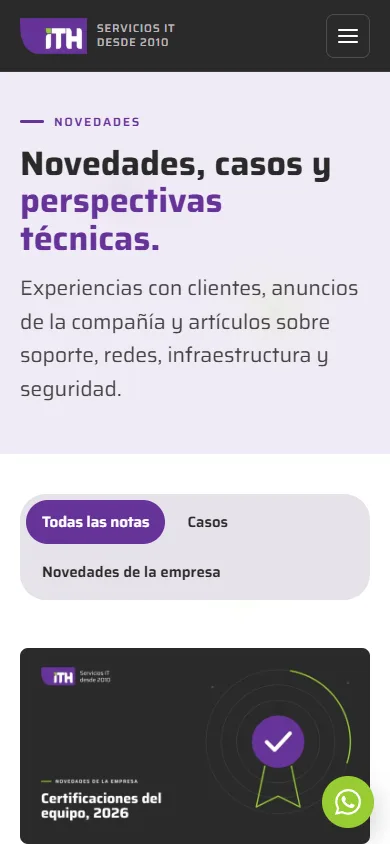 iTH
SERVICIOS IT
DESDE 2010
NOVEDADES
Novedades, casos y
perspectivas
técnicas.
Experiencias con clientes, anuncios
de la compañía y artículos sobre
soporte, redes, infraestructura y
seguridad.
Todas las notas
Casos
Novedades de la empresa
iTH
Servicios IT
desde 2010
NOVEDADES DE LA EMPRESA
Certificaciones del
equipo, 2026